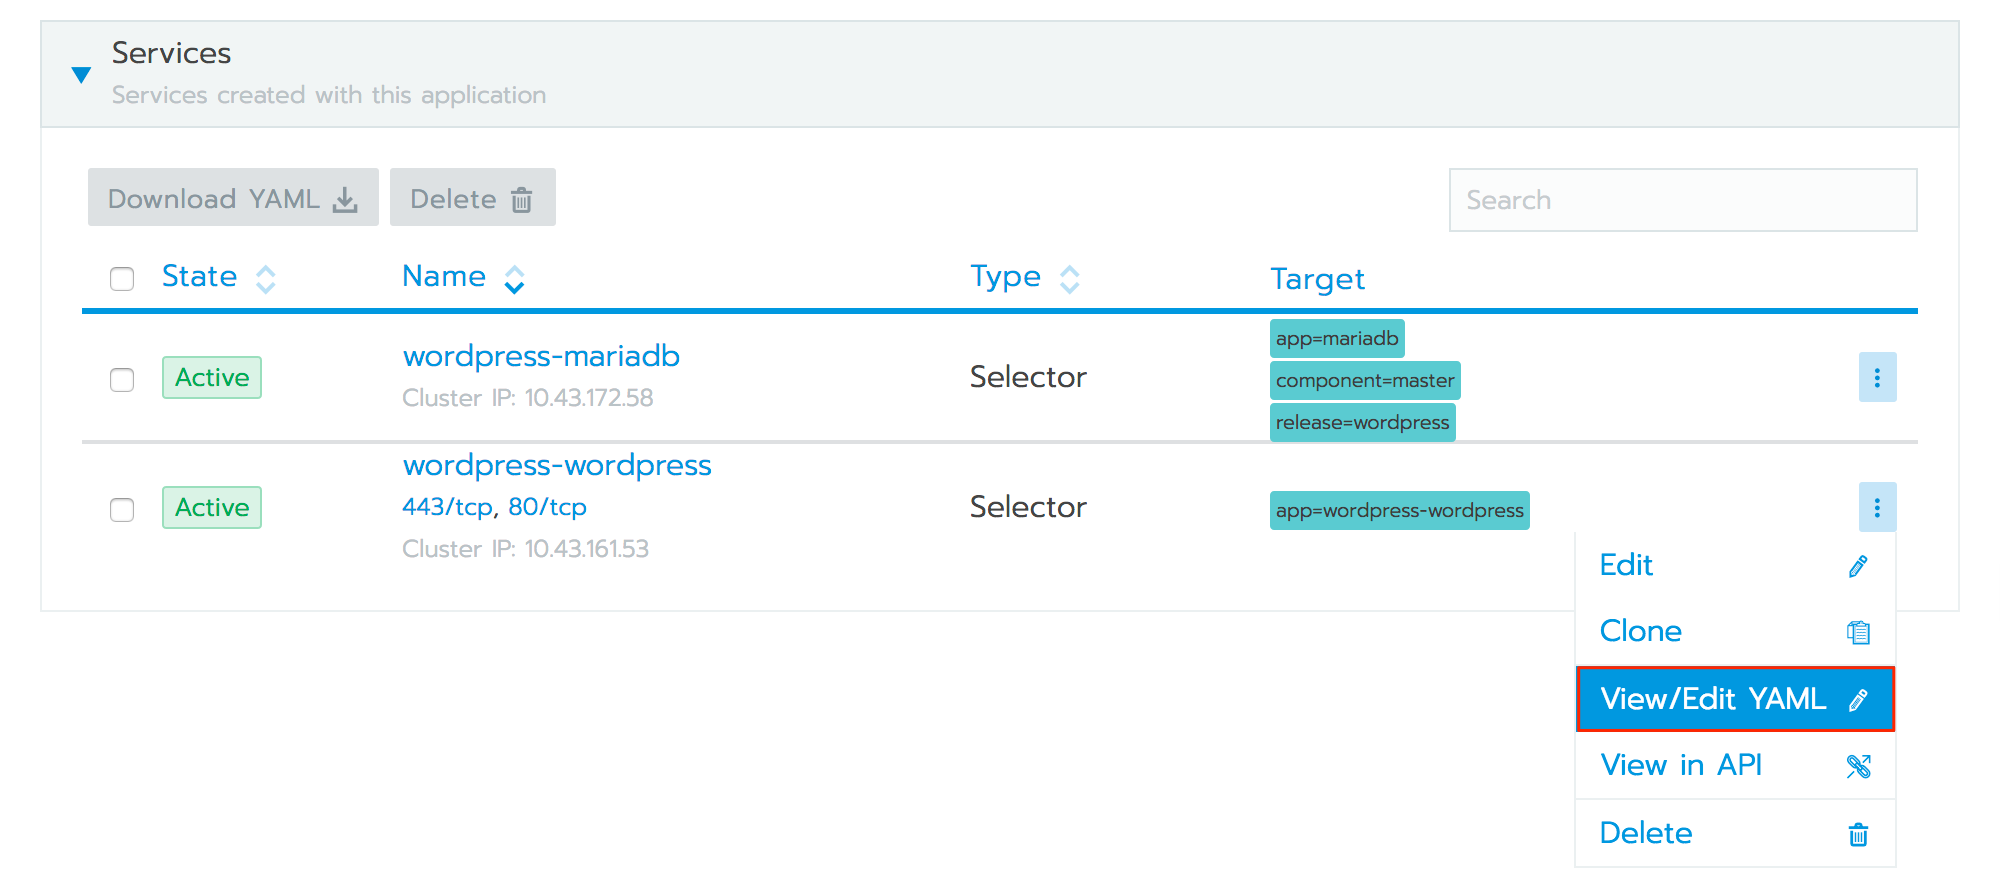 Services
Services created with this application
Download YAML
Delete
Search
State
Name
Type
Target
Active
wordpress-mariadb
Cluster IP: 10.43.172.58
Selector
app=mariadb
component=master
release=wordpress
Active
wordpress-wordpress
443/tcp, 80/tcp
Cluster IP: 10.43.161.53
Selector
app=wordpress-wordpress
Edit
Clone
View/Edit YAML
View in API
Delete